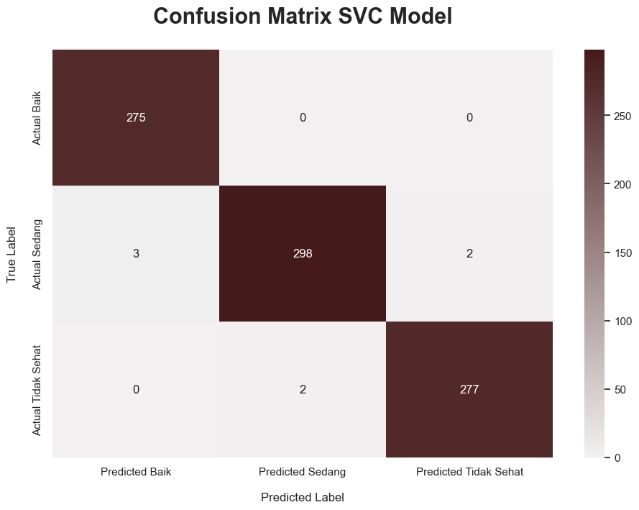 Confusion Matrix SVC Model
True Label
Actual Baik
275
0
0
Actual Sedang
3
298
2
Actual Tidak Sehat
0
2
277
Predicted Baik
Predicted Sedang
Predicted Tidak Sehat
Predicted Label
250
200
150
100
50
0